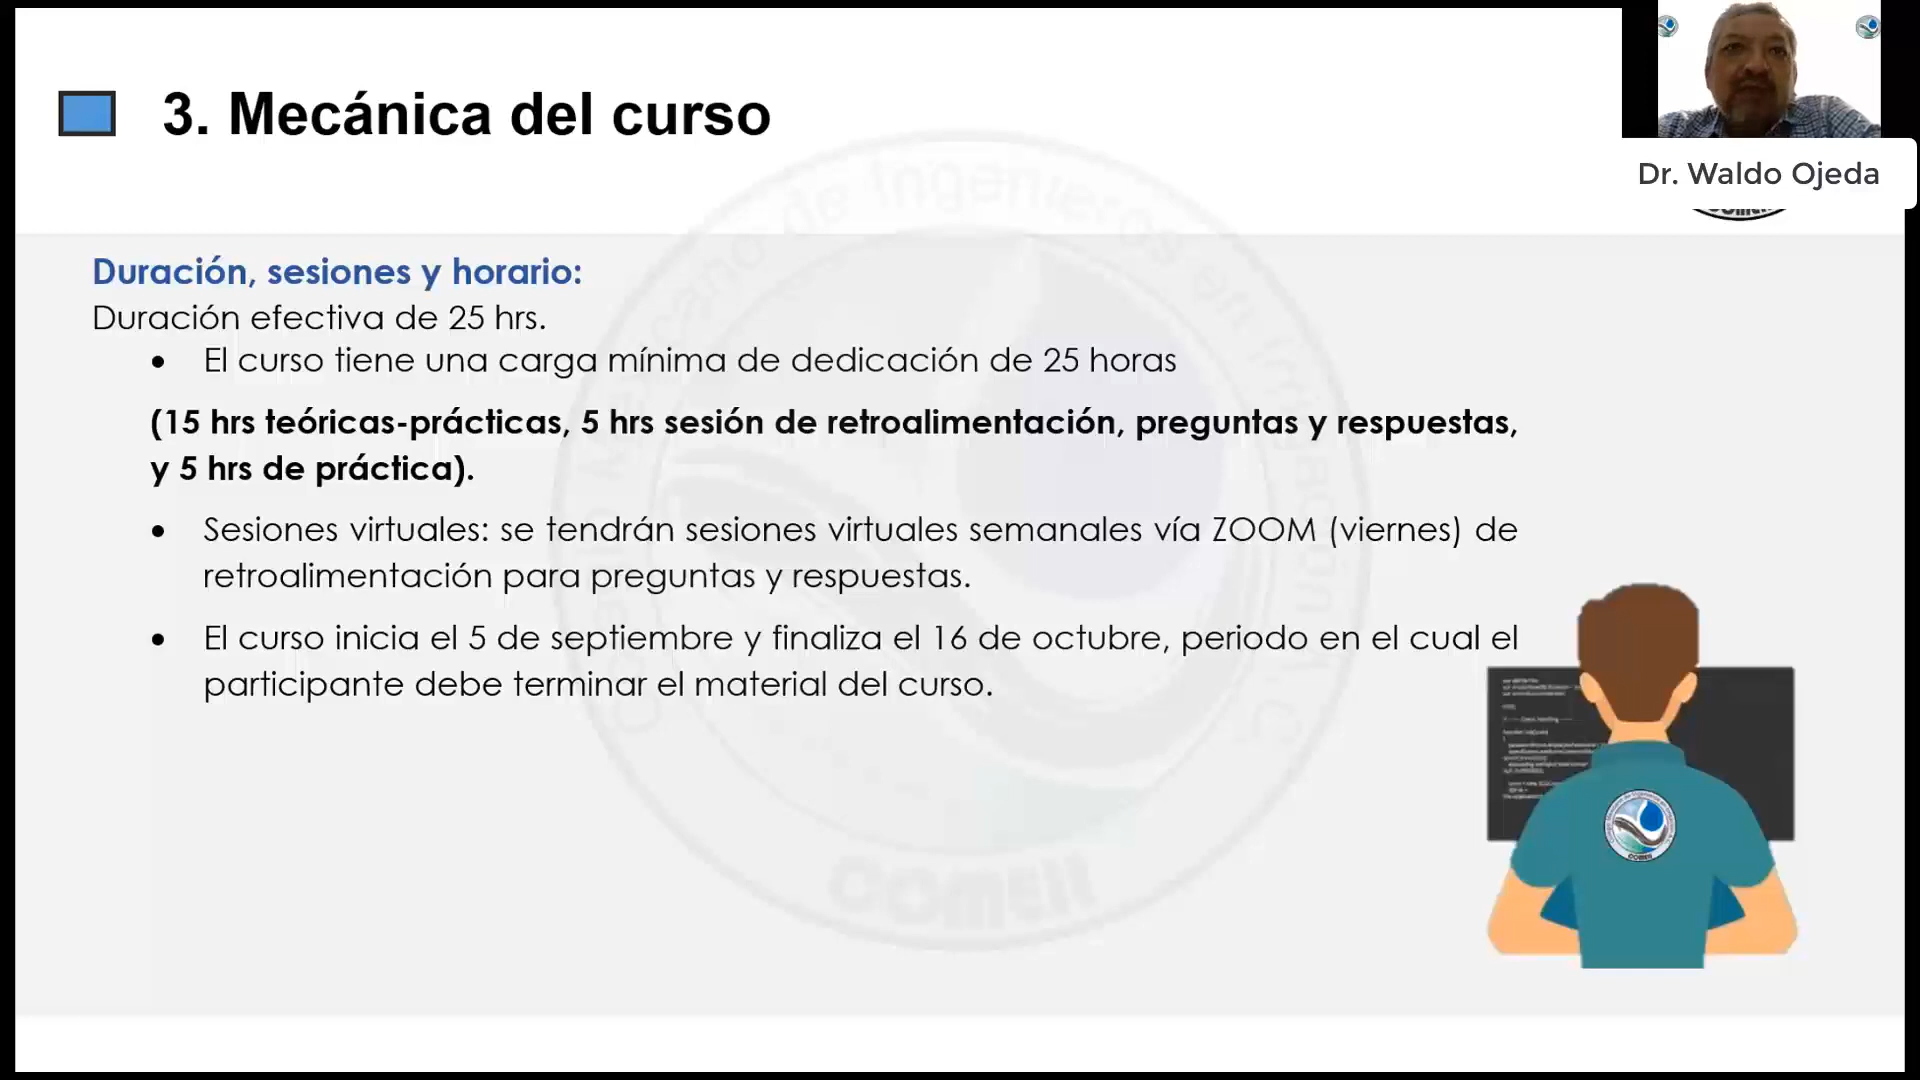 3. Mecánica del curso
Dr. Waldo Ojeda
Duración, sesiones y horario:
Duración efectiva de 25 hrs.
• El curso tiene una carga mínima de dedicación de 25 horas
(15 hrs teóricas-prácticas, 5 hrs sesión de retroalimentación, preguntas y respuestas,
y 5 hrs de práctica).
• Sesiones virtuales: se tendrán sesiones virtuales semanales vía ZOOM (viernes) de
retroalimentación para preguntas y respuestas.
• El curso inicia el 5 de septiembre y finaliza el 16 de octubre, periodo en el cual el
participante debe terminar el material del curso.
COMEII